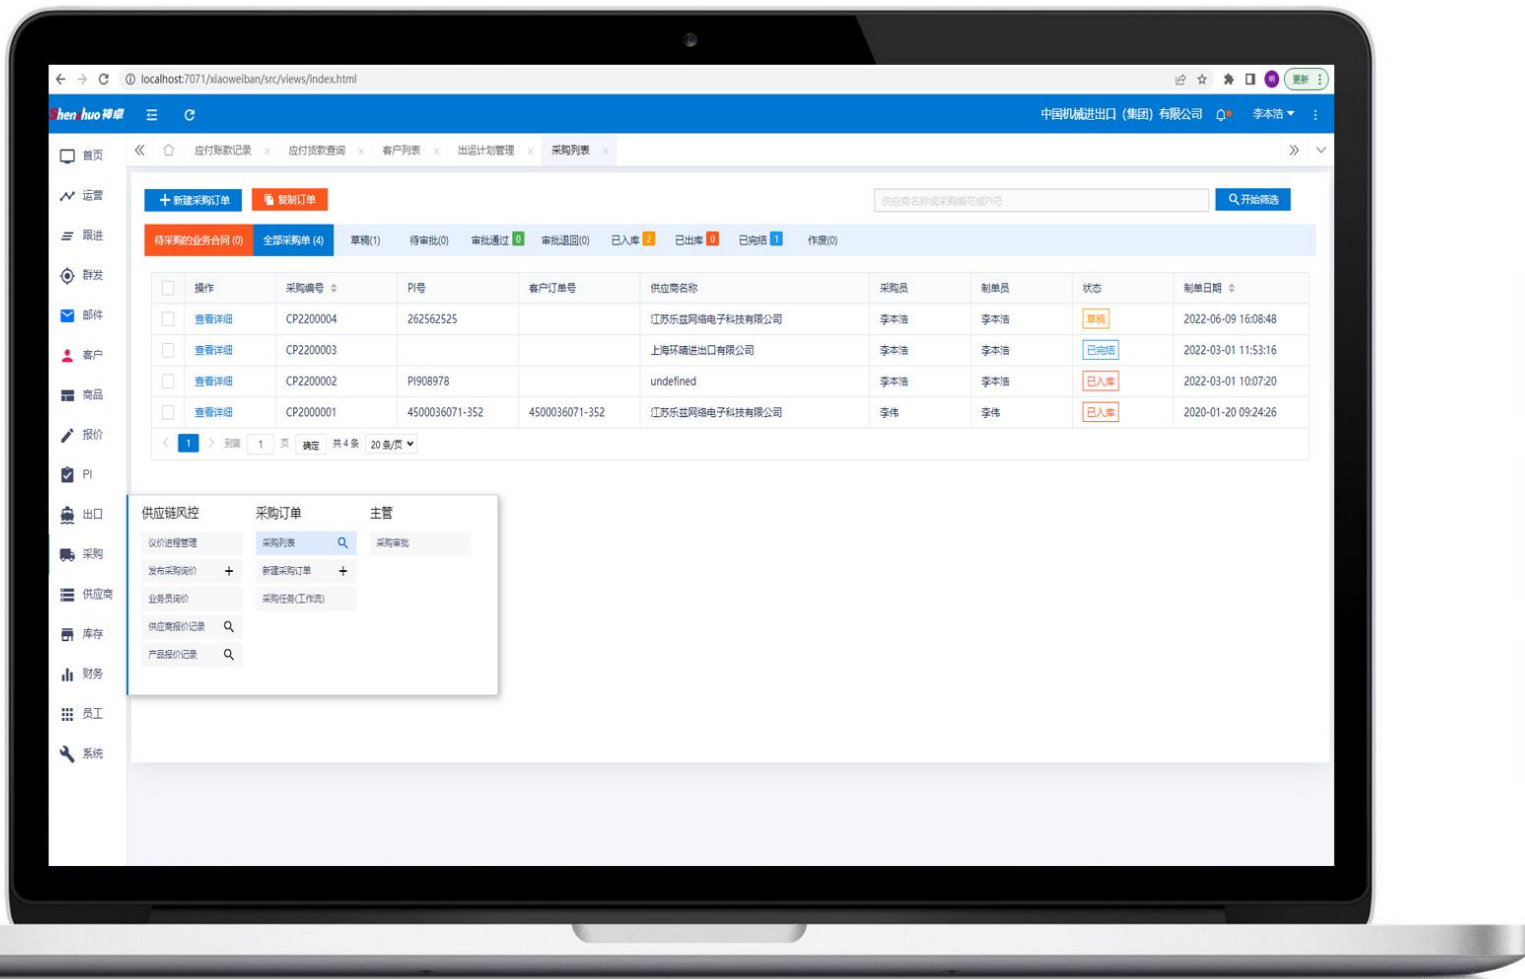 localhost:7071/xiaoweiban/src/views/index.html
更新
Shen huo 神卓
中国机械进出口（集团）有限公司
李本浩
首页
运营
跟进
群发
邮件
客户
商品
报价
PI
出口
采购
供应商
库存
财务
员工
系统
应付账款记录 × 应付货款查询 × 客户列表 × 出运计划管理 × 采购列表 ×
新建采购订单 复制订单
供应商名称或采购编号或PI号
开始筛选
待采购的业务合同 (0) 全部采购单 (4) 草稿(1) 待审批(0) 审批通过 0 审批退回(0) 已入库 2 已出库 0 已完结 1 作废(0)
操作 采购编号 PI号 客户订单号 供应商名称 采购员 制单员 状态 制单日期
查看详细 CP2200004 262562525 江苏乐兹网络电子科技有限公司 李本浩 李本浩 草稿 2022-06-09 16:08:48
查看详细 CP2200003 上海环晴进出口有限公司 李本浩 李本浩 已完结 2022-03-01 11:53:16
查看详细 CP2200002 PI908978 undefined 李本浩 李本浩 已入库 2022-03-01 10:07:20
查看详细 CP2000001 4500036071-352 4500036071-352 江苏乐兹网络电子科技有限公司 李伟 李伟 已入库 2020-01-20 09:24:26
1 到第 1 页 确定 共 4 条 20 条/页
供应链风控
议价进程管理
发布采购询价
业务员询价
供应商报价记录
产品报价记录
采购订单
采购列表
新建采购订单
采购任务(工作流)
主管
采购审批